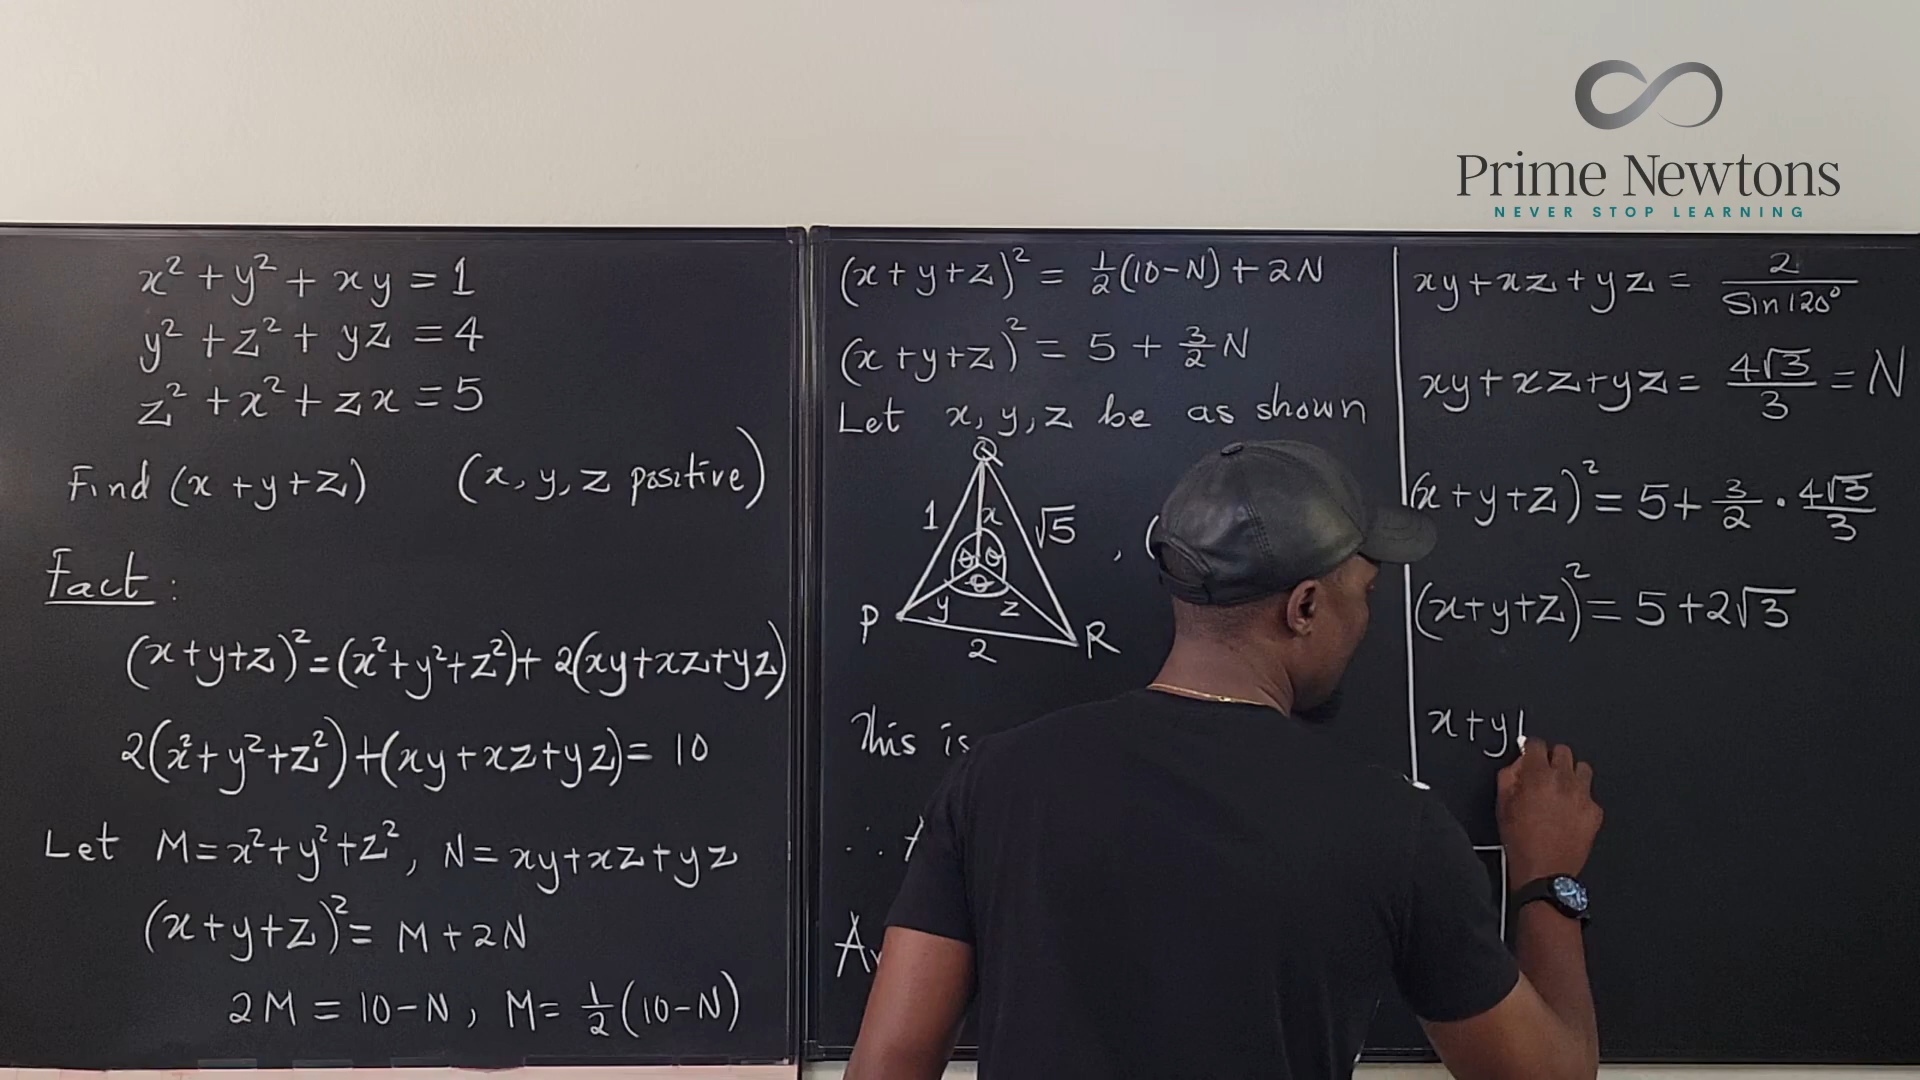 Prime Newtons
NEVER STOP LEARNING
x² + y² + xy = 1
y² + z² + yz = 4
z² + x² + zx = 5
Find (x + y + z) (x, y, z positive)
Fact :
(x+y+z)² = (x²+y²+z²) + 2(xy+xz+yz)
2(x²+y²+z²) + (xy+xz+yz) = 10
Let M = x²+y²+z², N = xy+xz+yz
(x+y+z)² = M + 2N
2M = 10-N, M = ½(10-N)
(x+y+z)² = ½(10-N) + 2N
(x+y+z)² = 5 + 3/2 N
Let x, y, z be as shown
Q
1 x √5 , (
θ θ
θ
P y z R
2
This is
∴ A
A
xy + xz + yz = 2/Sin 120°
xy + xz + yz = 4√3/3 = N
(x+y+z)² = 5 + 3/2 · 4√3/3
(x+y+z)² = 5 + 2√3
x+y